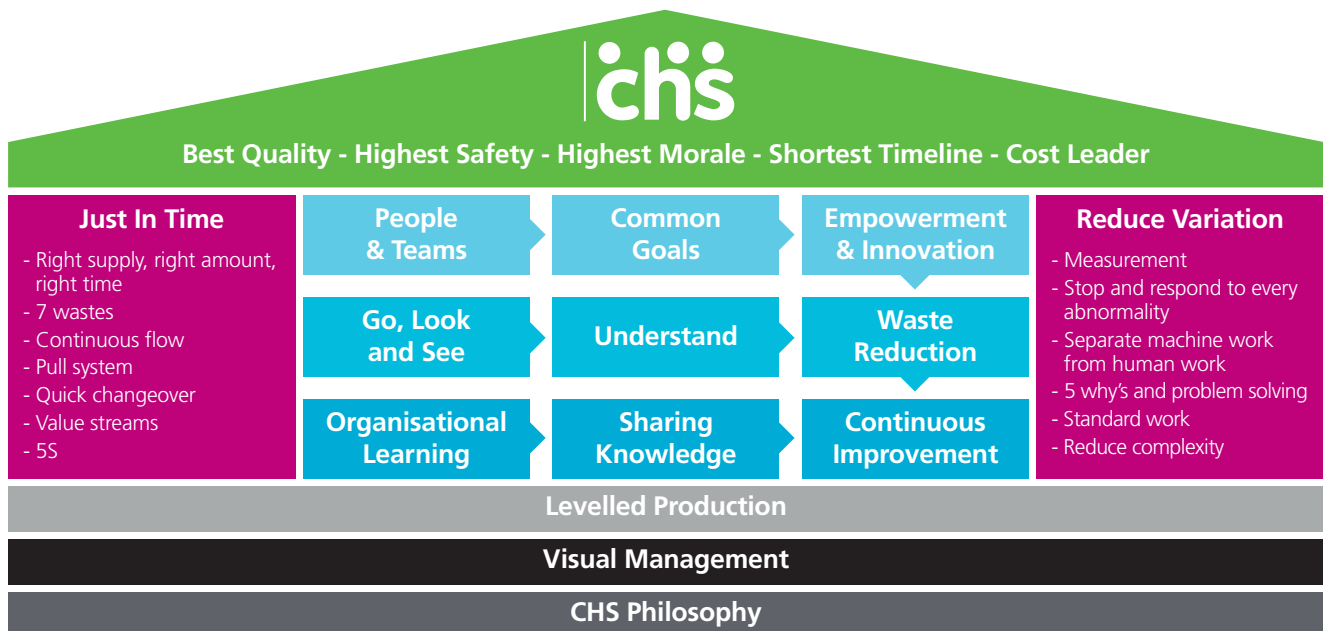 chs
Best Quality - Highest Safety - Highest Morale - Shortest Timeline - Cost Leader
Just In Time
- Right supply, right amount,
right time
- 7 wastes
- Continuous flow
- Pull system
- Quick changeover
- Value streams
- 5S
People
& Teams
Common
Goals
Empowerment
& Innovation
Go, Look
and See
Understand
Waste
Reduction
Organisational
Learning
Sharing
Knowledge
Continuous
Improvement
Reduce Variation
- Measurement
- Stop and respond to every
abnormality
- Separate machine work
from human work
- 5 why's and problem solving
- Standard work
- Reduce complexity
Levelled Production
Visual Management
CHS Philosophy